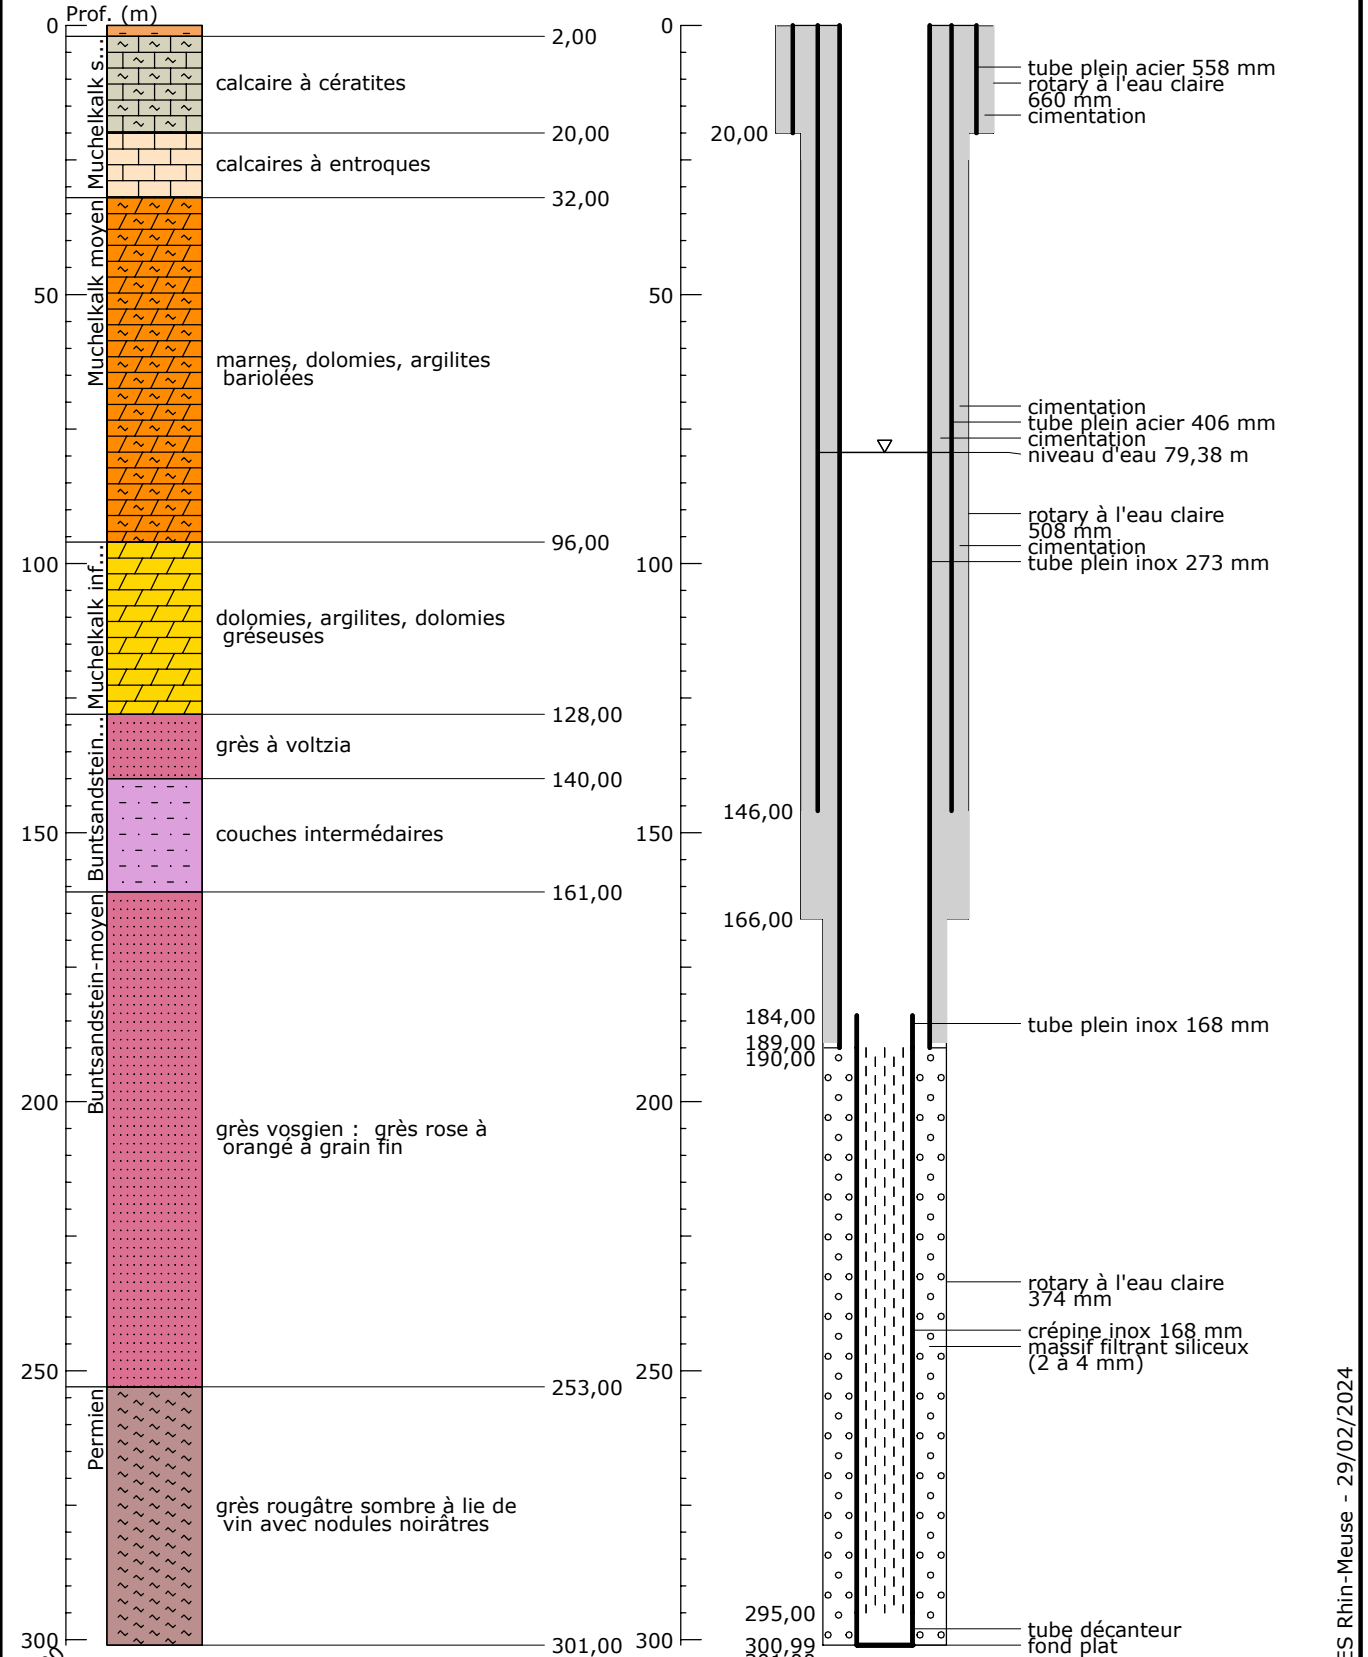 Prof. (m)
0
50
100
150
200
250
300
Muchelkalk s...
Muchelkalk moyen
Muchelkalk inf...
Buntsandstein...
Buntsandstein-moyen
Permien
2,00
calcaire à cératites
20,00
calcaires à entroques
32,00
marnes, dolomies, argilites
bariolées
96,00
dolomies, argilites, dolomies
gréseuses
128,00
grès à voltzia
140,00
couches intermédaires
161,00
grès vosgien : grès rose à
orangé à grain fin
253,00
grès rougâtre sombre à lie de
vin avec nodules noirâtres
301,00
0
50
100
150
200
250
300
20,00
146,00
166,00
184,00
189,00
190,00
295,00
300,99
tube plein acier 558 mm
rotary à l'eau claire
660 mm
cimentation
cimentation
tube plein acier 406 mm
cimentation
niveau d'eau 79,38 m
rotary à l'eau claire
508 mm
cimentation
tube plein inox 273 mm
tube plein inox 168 mm
rotary à l'eau claire
374 mm
crépine inox 168 mm
massif filtrant siliceux
(2 à 4 mm)
tube décanteur
fond plat
ES Rhin-Meuse - 29/02/2024